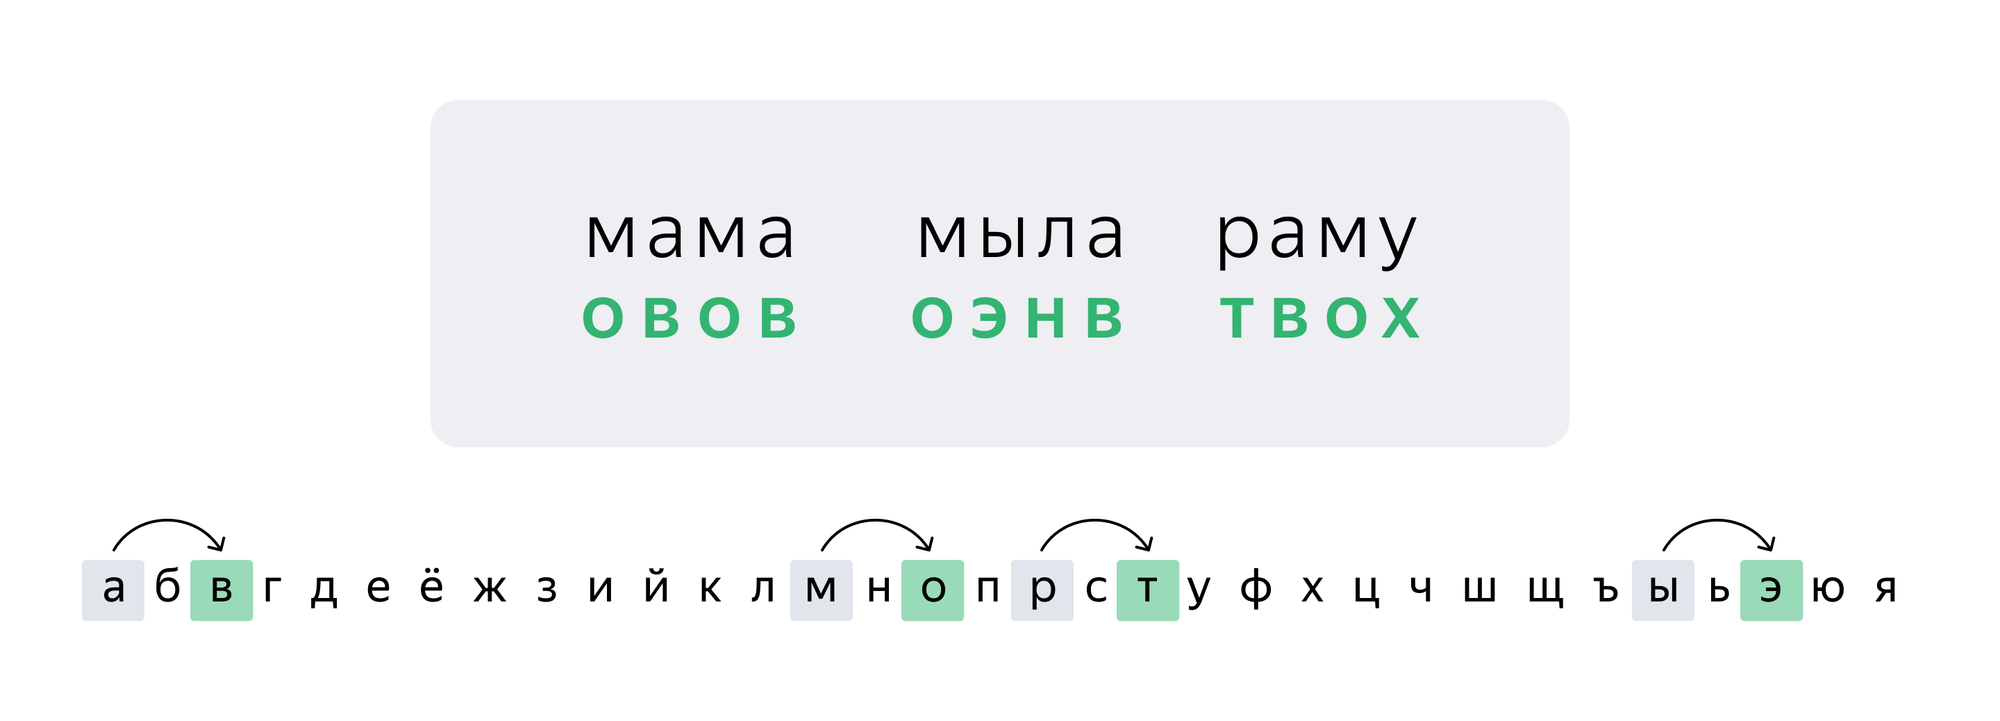 мама мыла раму
ОВОВ ОЭНВ ТВОХ
а б в г д е ё ж з и й к л м н о п р с т у ф х ц ч ш щ ъ ы ь э ю я